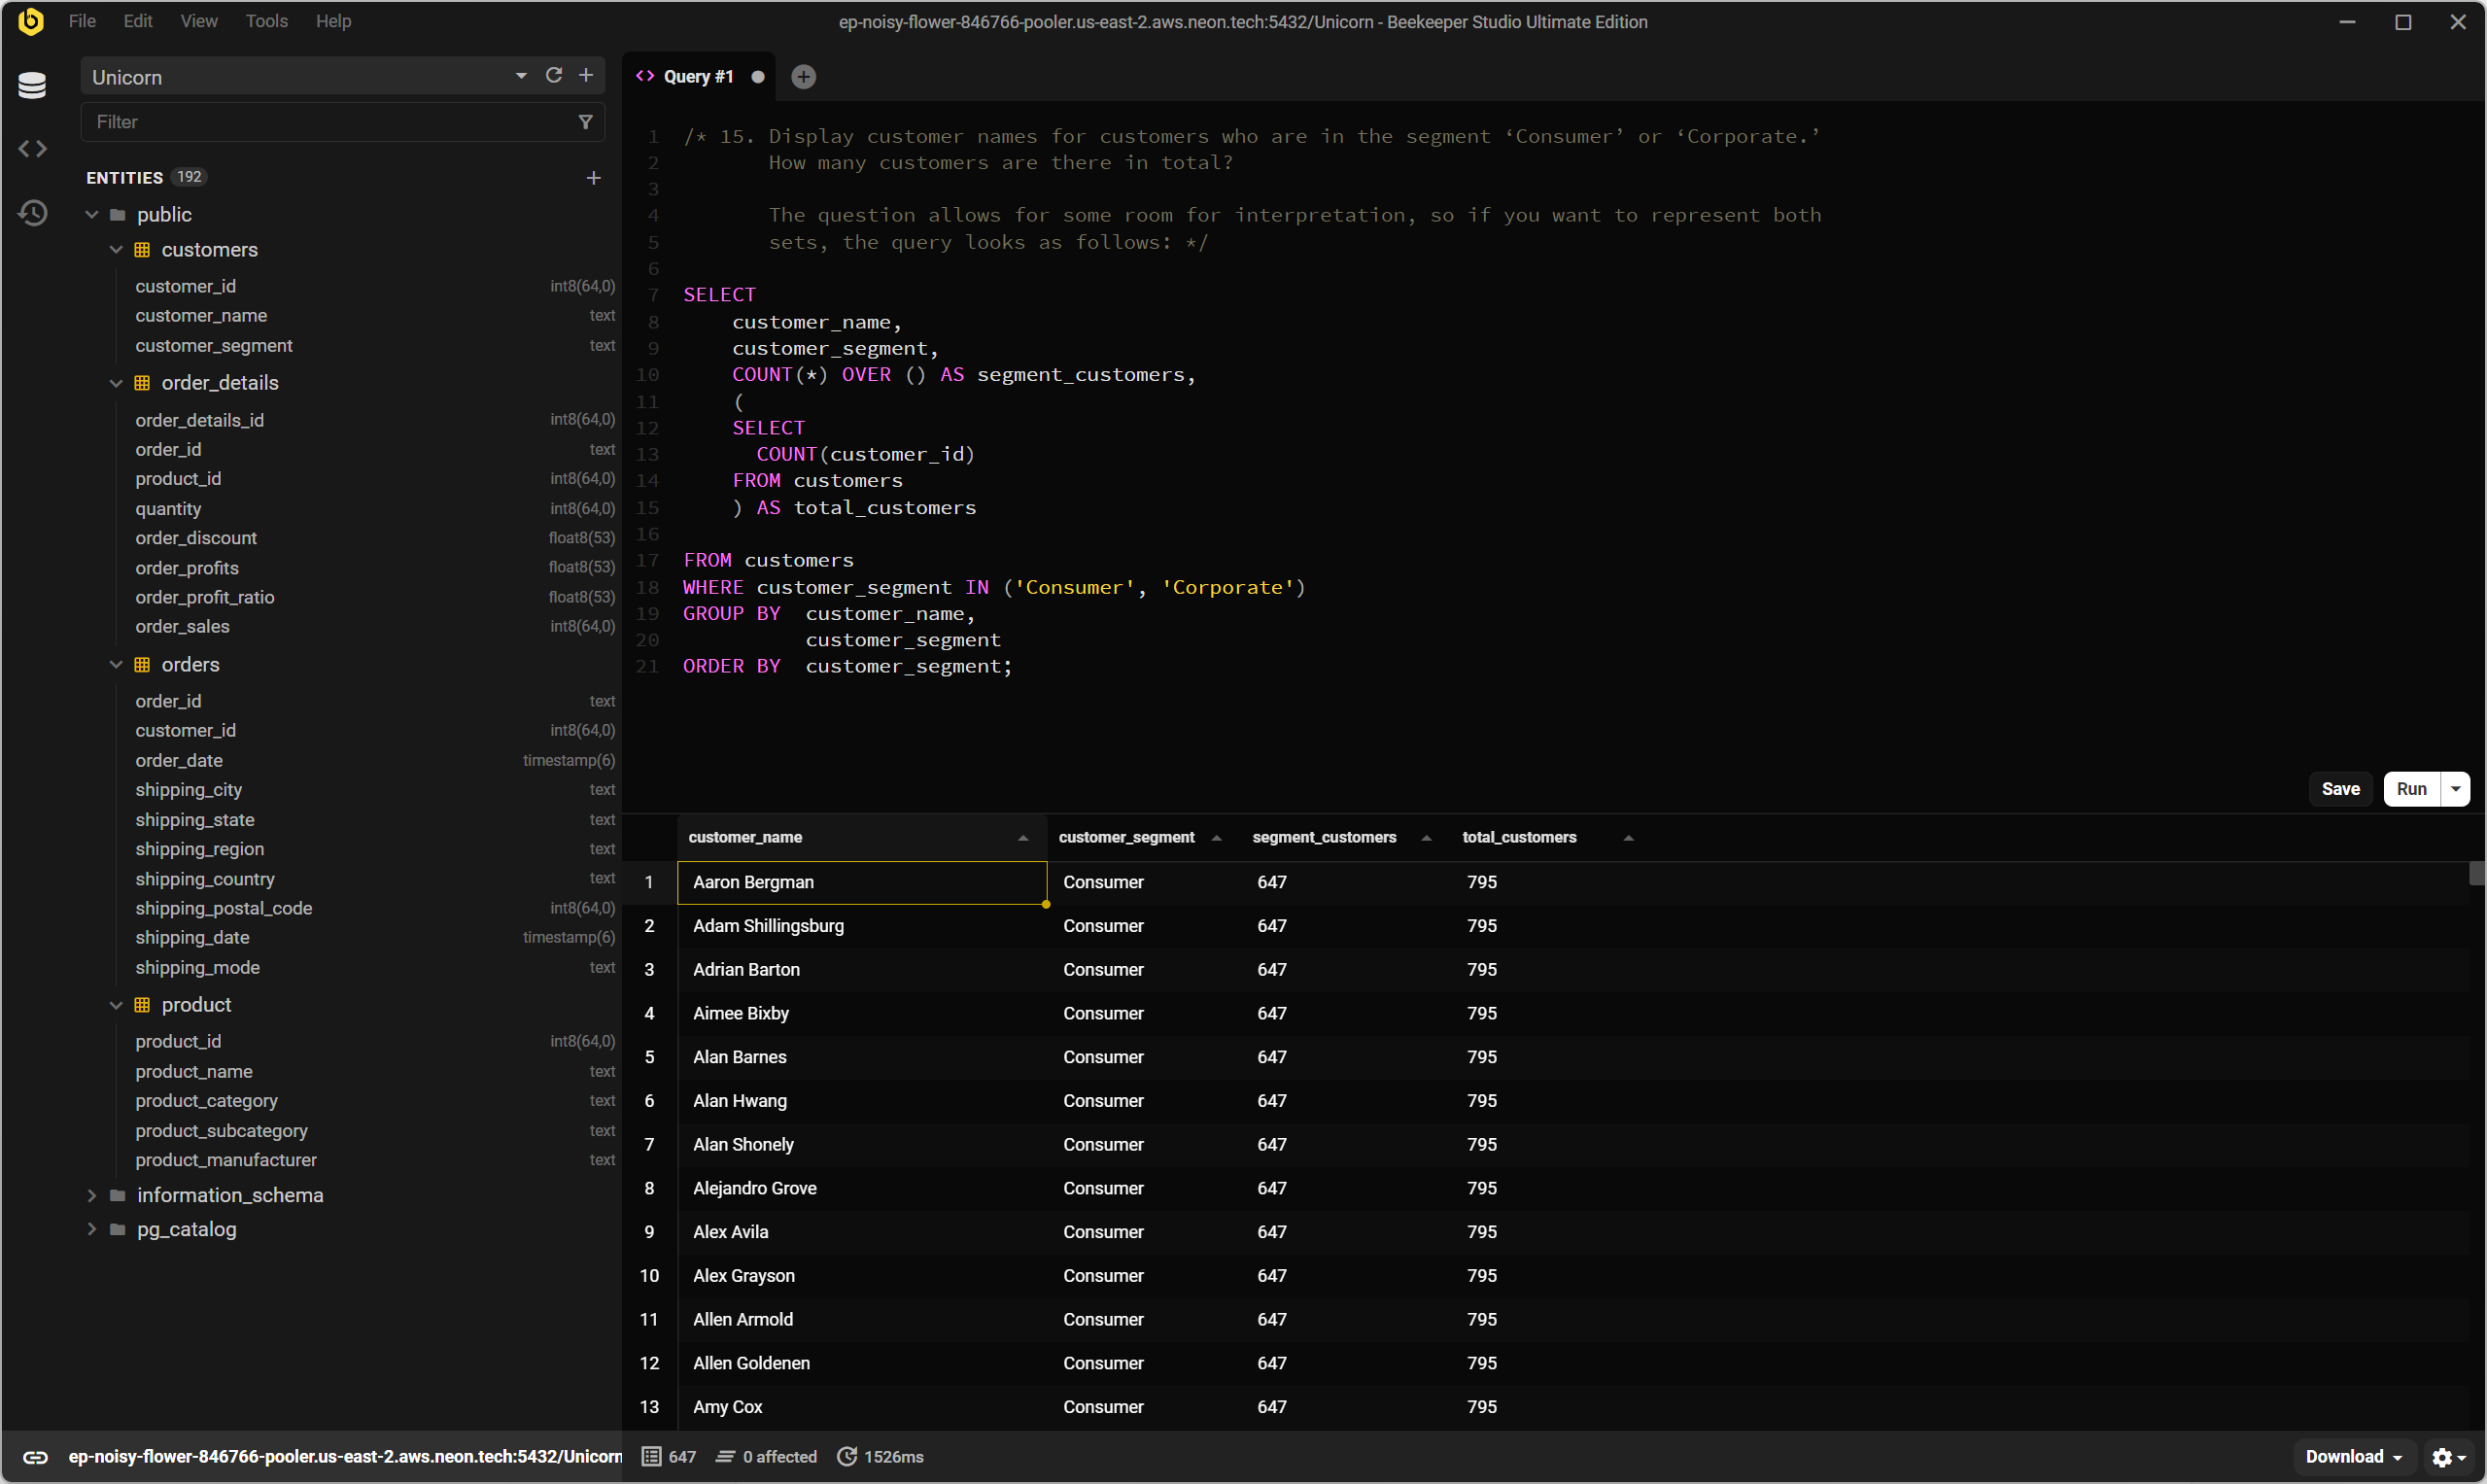 File Edit View Tools Help
ep-noisy-flower-846766-pooler.us-east-2.aws.neon.tech:5432/Unicorn - Beekeeper Studio Ultimate Edition
Unicorn
Filter
ENTITIES 192
public
customers
customer_id int8(64,0)
customer_name text
customer_segment text
order_details
order_details_id int8(64,0)
order_id text
product_id int8(64,0)
quantity int8(64,0)
order_discount float8(53)
order_profits float8(53)
order_profit_ratio float8(53)
order_sales int8(64,0)
orders
order_id text
customer_id int8(64,0)
order_date timestamp(6)
shipping_city text
shipping_state text
shipping_region text
shipping_country text
shipping_postal_code int8(64,0)
shipping_date timestamp(6)
shipping_mode text
product
product_id int8(64,0)
product_name text
product_category text
product_subcategory text
product_manufacturer text
information_schema
pg_catalog
Query #1
1 /* 15. Display customer names for customers who are in the segment ‘Consumer’ or ‘Corporate.’
2 How many customers are there in total?
3
4 The question allows for some room for interpretation, so if you want to represent both
5 sets, the query looks as follows: */
6
7 SELECT
8 customer_name,
9 customer_segment,
10 COUNT(*) OVER () AS segment_customers,
11 (
12 SELECT
13 COUNT(customer_id)
14 FROM customers
15 ) AS total_customers
16
17 FROM customers
18 WHERE customer_segment IN ('Consumer', 'Corporate')
19 GROUP BY customer_name,
20 customer_segment
21 ORDER BY customer_segment;
Save Run
customer_name customer_segment segment_customers total_customers
1 Aaron Bergman Consumer 647 795
2 Adam Shillingsburg Consumer 647 795
3 Adrian Barton Consumer 647 795
4 Aimee Bixby Consumer 647 795
5 Alan Barnes Consumer 647 795
6 Alan Hwang Consumer 647 795
7 Alan Shonely Consumer 647 795
8 Alejandro Grove Consumer 647 795
9 Alex Avila Consumer 647 795
10 Alex Grayson Consumer 647 795
11 Allen Armold Consumer 647 795
12 Allen Goldenen Consumer 647 795
13 Amy Cox Consumer 647 795
ep-noisy-flower-846766-pooler.us-east-2.aws.neon.tech:5432/Unicorn 647 0 affected 1526ms Download